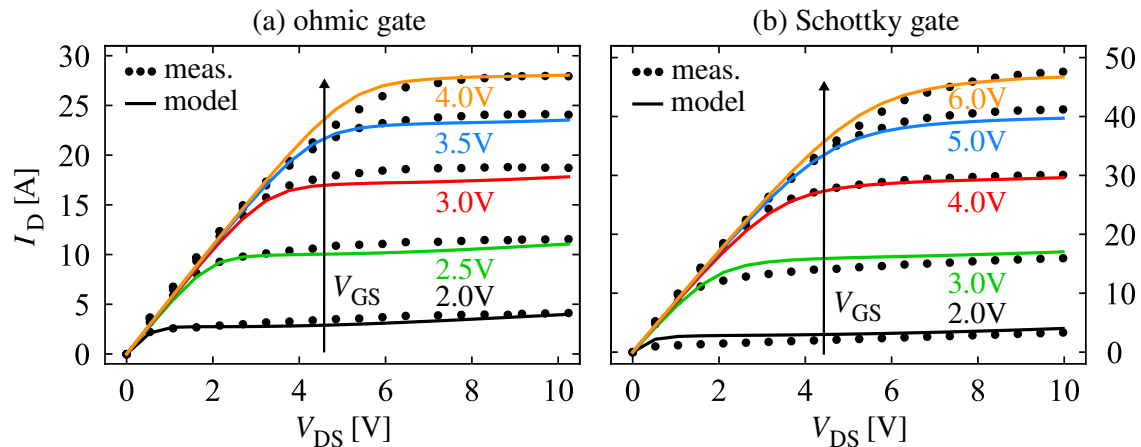 (a) ohmic gate
(b) Schottky gate
30
25
20
15
10
5
0
I_D [A]
meas.
model
4.0V
3.5V
3.0V
2.5V
2.0V
V_GS
0
2
4
6
8
10
V_DS [V]
meas.
model
6.0V
5.0V
4.0V
3.0V
2.0V
V_GS
50
40
30
20
10
0
0
2
4
6
8
10
V_DS [V]